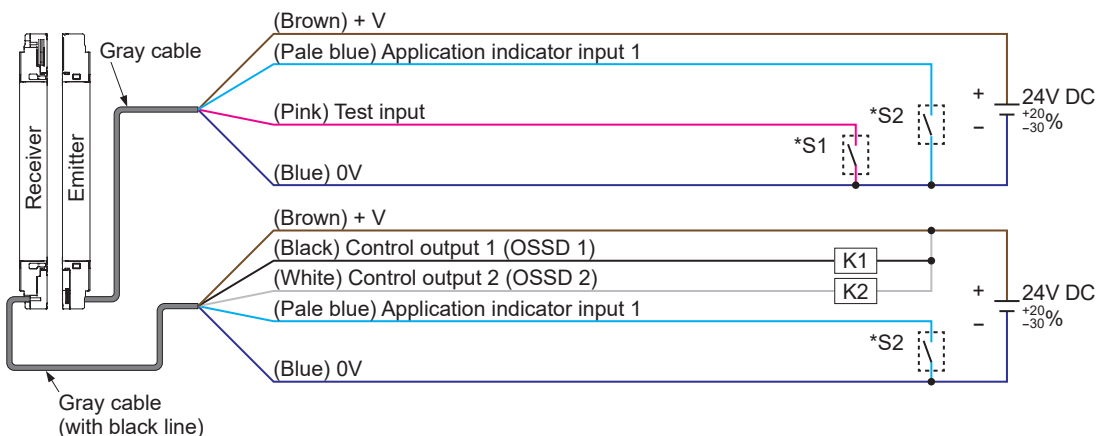 (Brown) + V
(Pale blue) Application indicator input 1
Gray cable
(Pink) Test input
*S1
*S2
+
−
24V DC
+20
−30%
(Blue) 0V
Receiver
Emitter
(Brown) + V
(Black) Control output 1 (OSSD 1)
K1
(White) Control output 2 (OSSD 2)
K2
(Pale blue) Application indicator input 1
*S2
+
−
24V DC
+20
−30%
(Blue) 0V
Gray cable
(with black line)